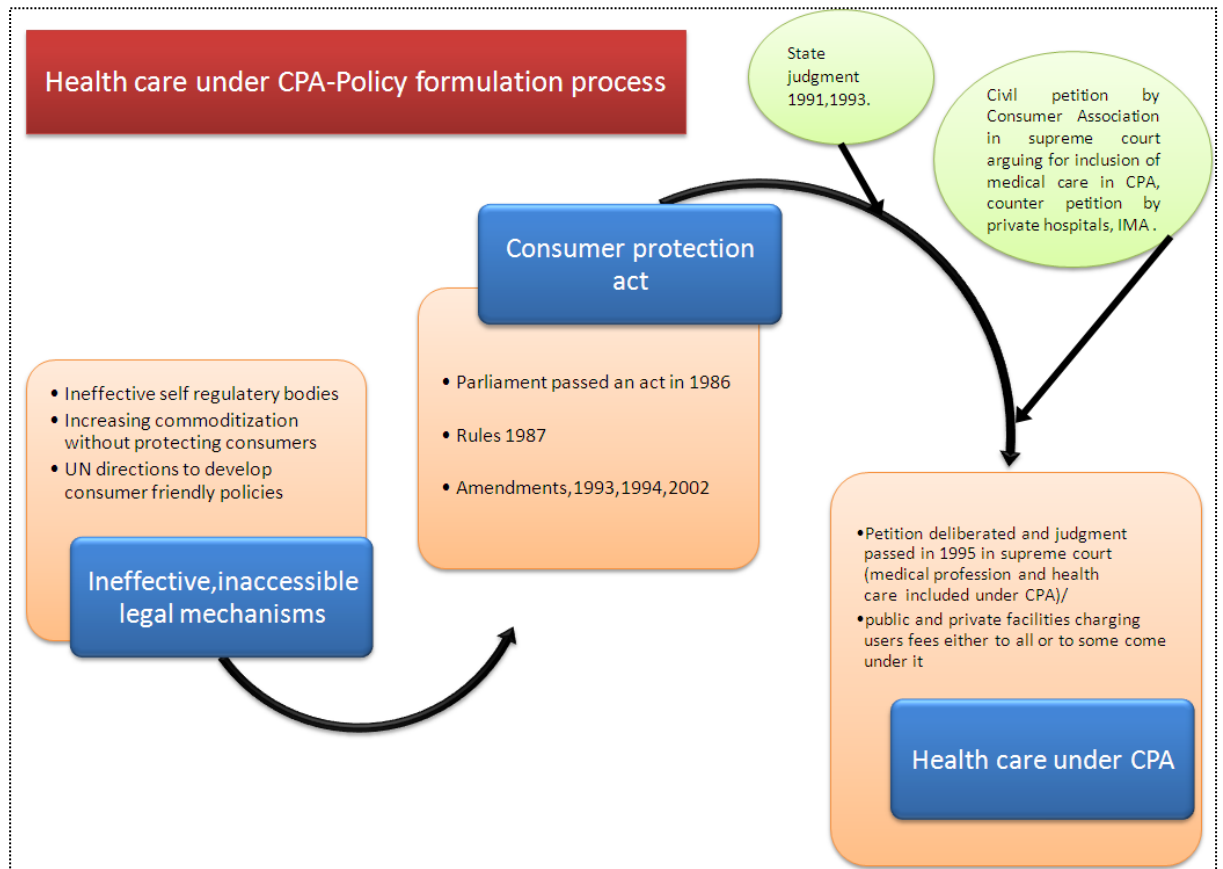 Health care under CPA-Policy formulation process
State
judgment
1991,1993.
Civil petition by
Consumer Association
in supreme court
arguing for inclusion of
medical care in CPA,
counter petition by
private hospitals, IMA .
Consumer protection
act
• Parliament passed an act in 1986
• Rules 1987
• Amendments,1993,1994,2002
• Ineffective self regulatory bodies
• Increasing commoditization
without protecting consumers
• UN directions to develop
consumer friendly policies
Ineffective,inaccessible
legal mechanisms
•Petition deliberated and judgment
passed in 1995 in supreme court
(medical profession and health
care included under CPA)/
•public and private facilities charging
users fees either to all or to some come
under it
Health care under CPA